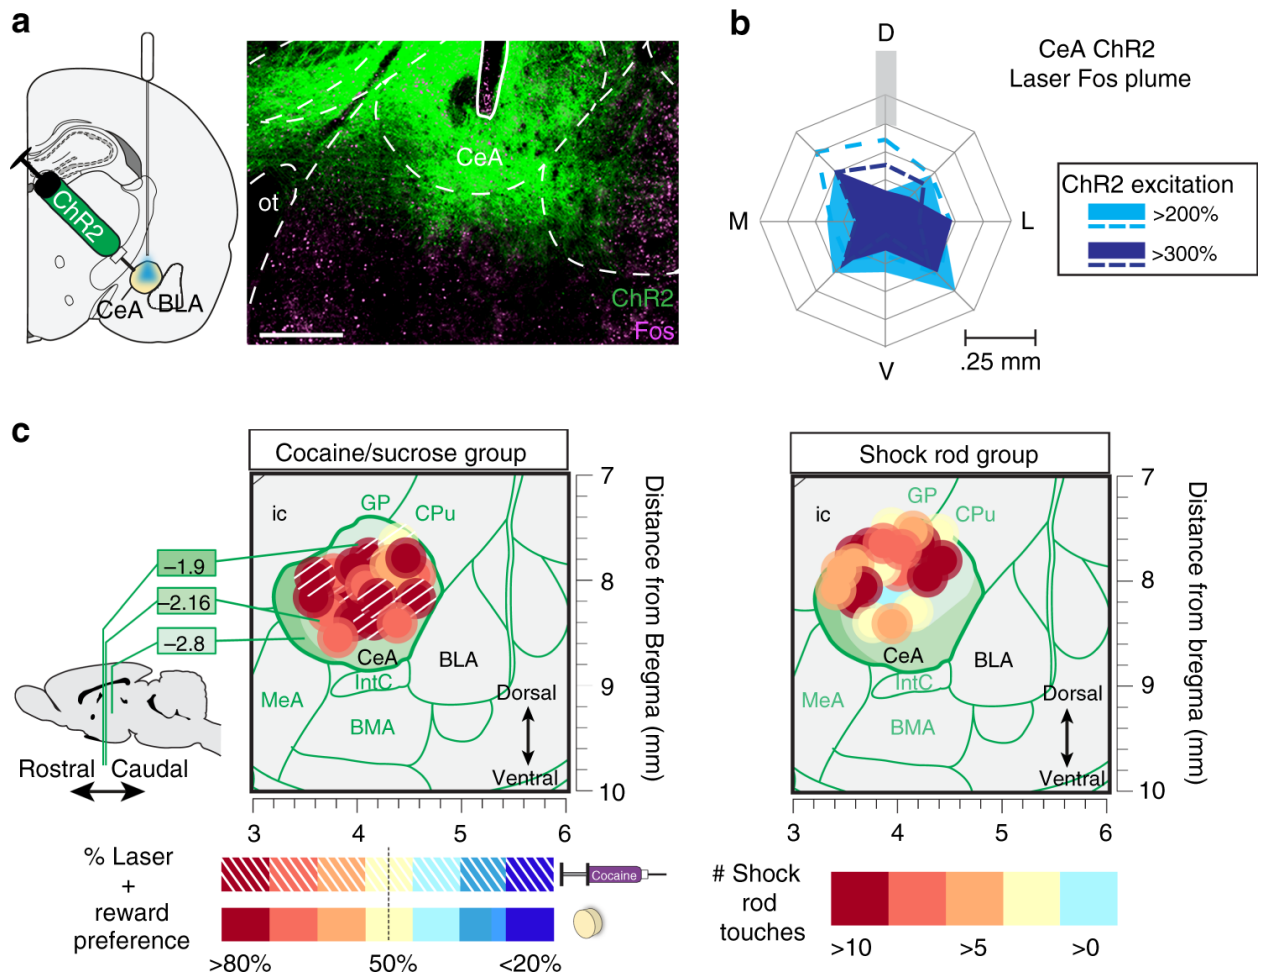 a
ChR2
CeA
BLA
CeA
ot
ChR2
Fos
b
D
CeA ChR2
Laser Fos plume
M
L
V
ChR2 excitation
>200%
>300%
.25 mm
c
Cocaine/sucrose group
ic
GP
CPu
CeA
BLA
IntC
MeA
BMA
Dorsal
Ventral
7
8
9
10
Distance from Bregma (mm)
3
4
5
6
–1.9
–2.16
–2.8
Rostral
Caudal
Shock rod group
ic
GP
CPu
CeA
BLA
IntC
MeA
BMA
Dorsal
Ventral
7
8
9
10
Distance from bregma (mm)
3
4
5
6
% Laser
+
reward
preference
Cocaine
>80%
50%
<20%
# Shock
rod
touches
>10
>5
>0